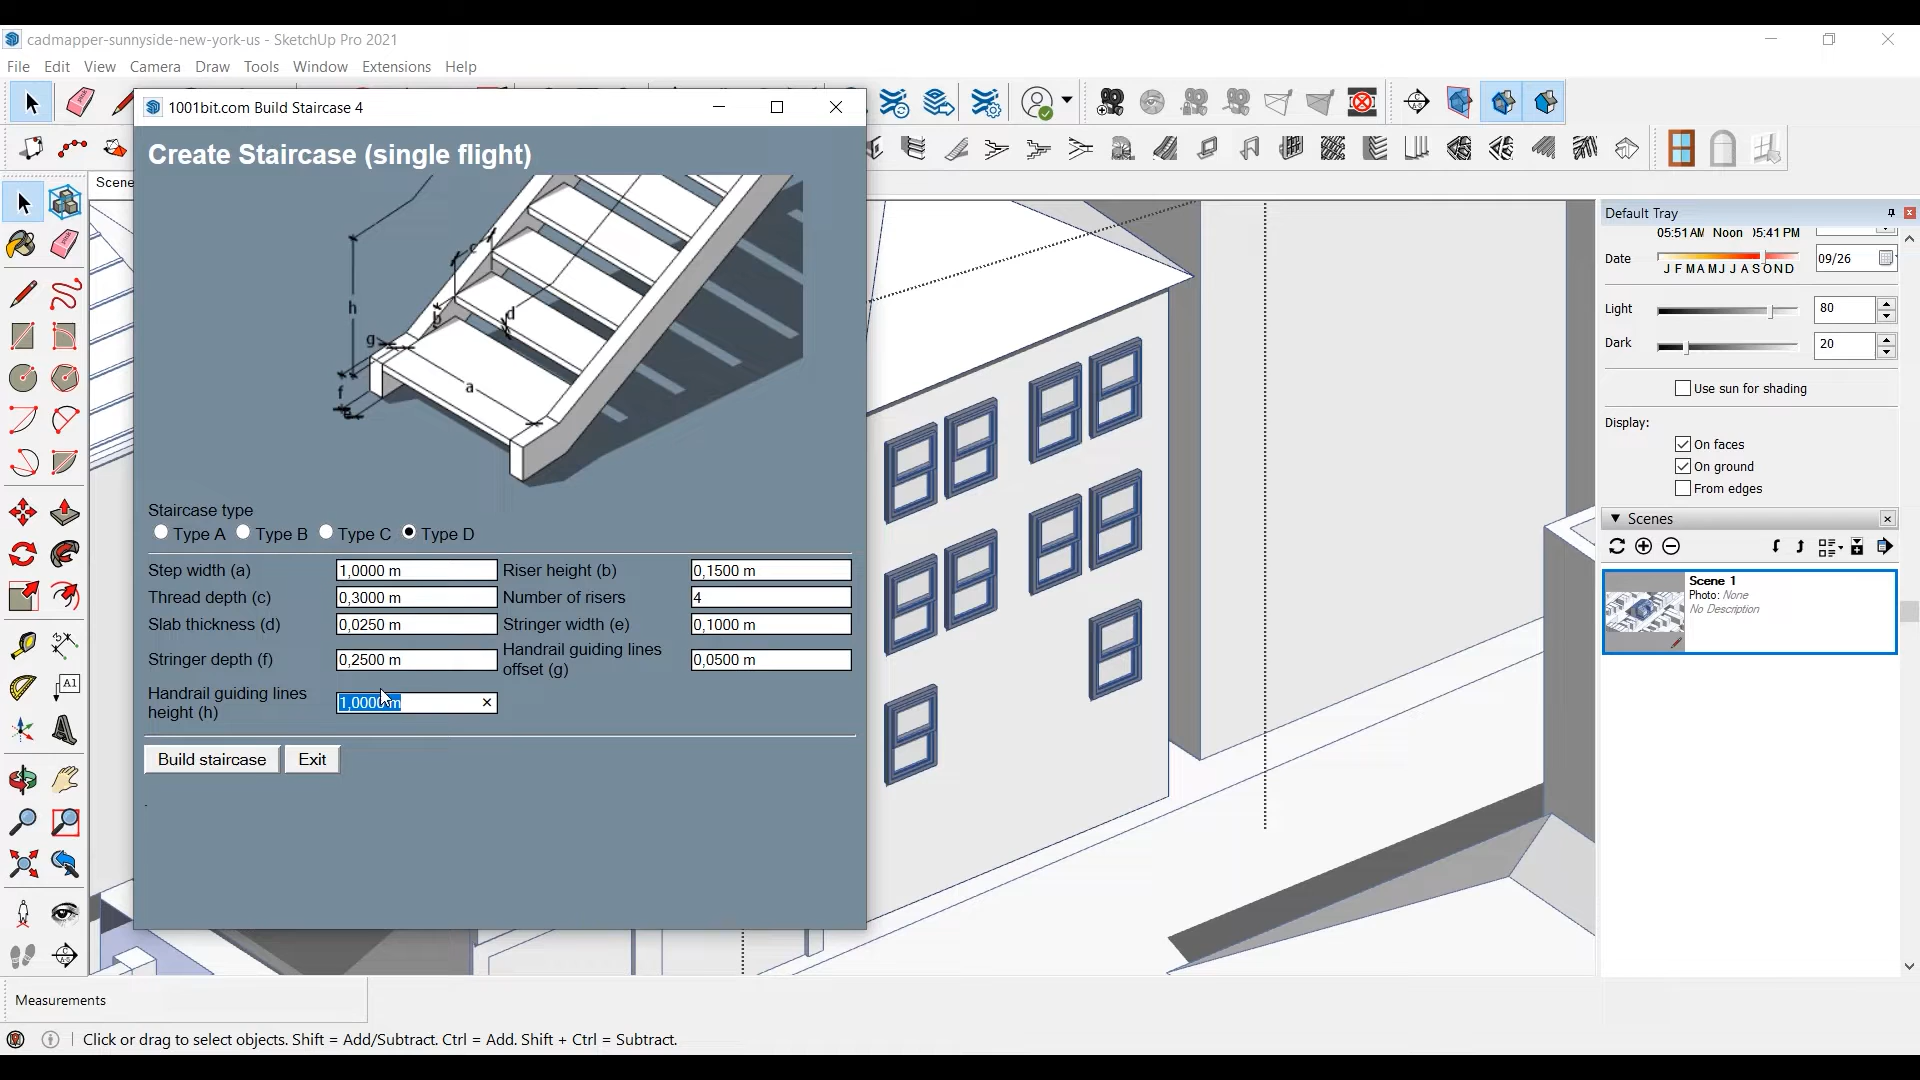 cadmapper-sunnyside-new-york-us - SketchUp Pro 2021
File Edit View Camera Draw Tools Window Extensions Help
1001bit.com Build Staircase 4
Create Staircase (single flight)
h
c
b
d
g
a
f
e
Staircase type
Type A Type B Type C Type D
Step width (a) 1,0000 m Riser height (b) 0,1500 m
Thread depth (c) 0,3000 m Number of risers 4
Slab thickness (d) 0,0250 m Stringer width (e) 0,1000 m
Stringer depth (f) 0,2500 m Handrail guiding lines offset (g) 0,0500 m
Handrail guiding lines height (h) 1,0000 m
Build staircase Exit
.
Scene
Default Tray
05:51 AM Noon 05:41 PM
Date J F M A M J J A S O N D 09/26
Light 80
Dark 20
Use sun for shading
Display:
On faces
On ground
From edges
Scenes
Scene 1
Photo: None
No Description
A1
Measurements
Click or drag to select objects. Shift = Add/Subtract. Ctrl = Add. Shift + Ctrl = Subtract.